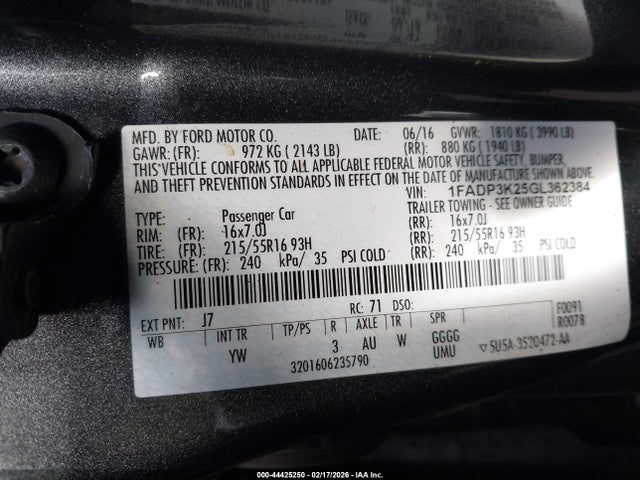 MFD. BY FORD MOTOR CO.
DATE: 06/16 GVWR: 1810 KG ( 3990 LB)
GAWR: (FR): 972 KG ( 2143 LB) (RR): 880 KG ( 1940 LB)
THIS VEHICLE CONFORMS TO ALL APPLICABLE FEDERAL MOTOR VEHICLE SAFETY, BUMPER,
AND THEFT PREVENTION STANDARDS IN EFFECT ON THE DATE OF MANUFACTURE SHOWN ABOVE.
VIN: 1FADP3K25GL362384
TYPE: Passenger Car TRAILER TOWING - SEE OWNER GUIDE
RIM: (FR): 16x7.0J (RR): 16x7.0J
TIRE: (FR): 215/55R16 93H (RR): 215/55R16 93H
PRESSURE: (FR): 240 kPa/ 35 PSI COLD (RR): 240 kPa/ 35 PSI COLD
EXT PNT: J7 RC: 71 DSO: F0091
WB INT TR TP/PS R AXLE TR SPR R0078
YW 3 AU W GGGG
3201606235790 UMU ▽5U5A-3520472-AA
000-44425250 - 02/17/2026 - IAA Inc.